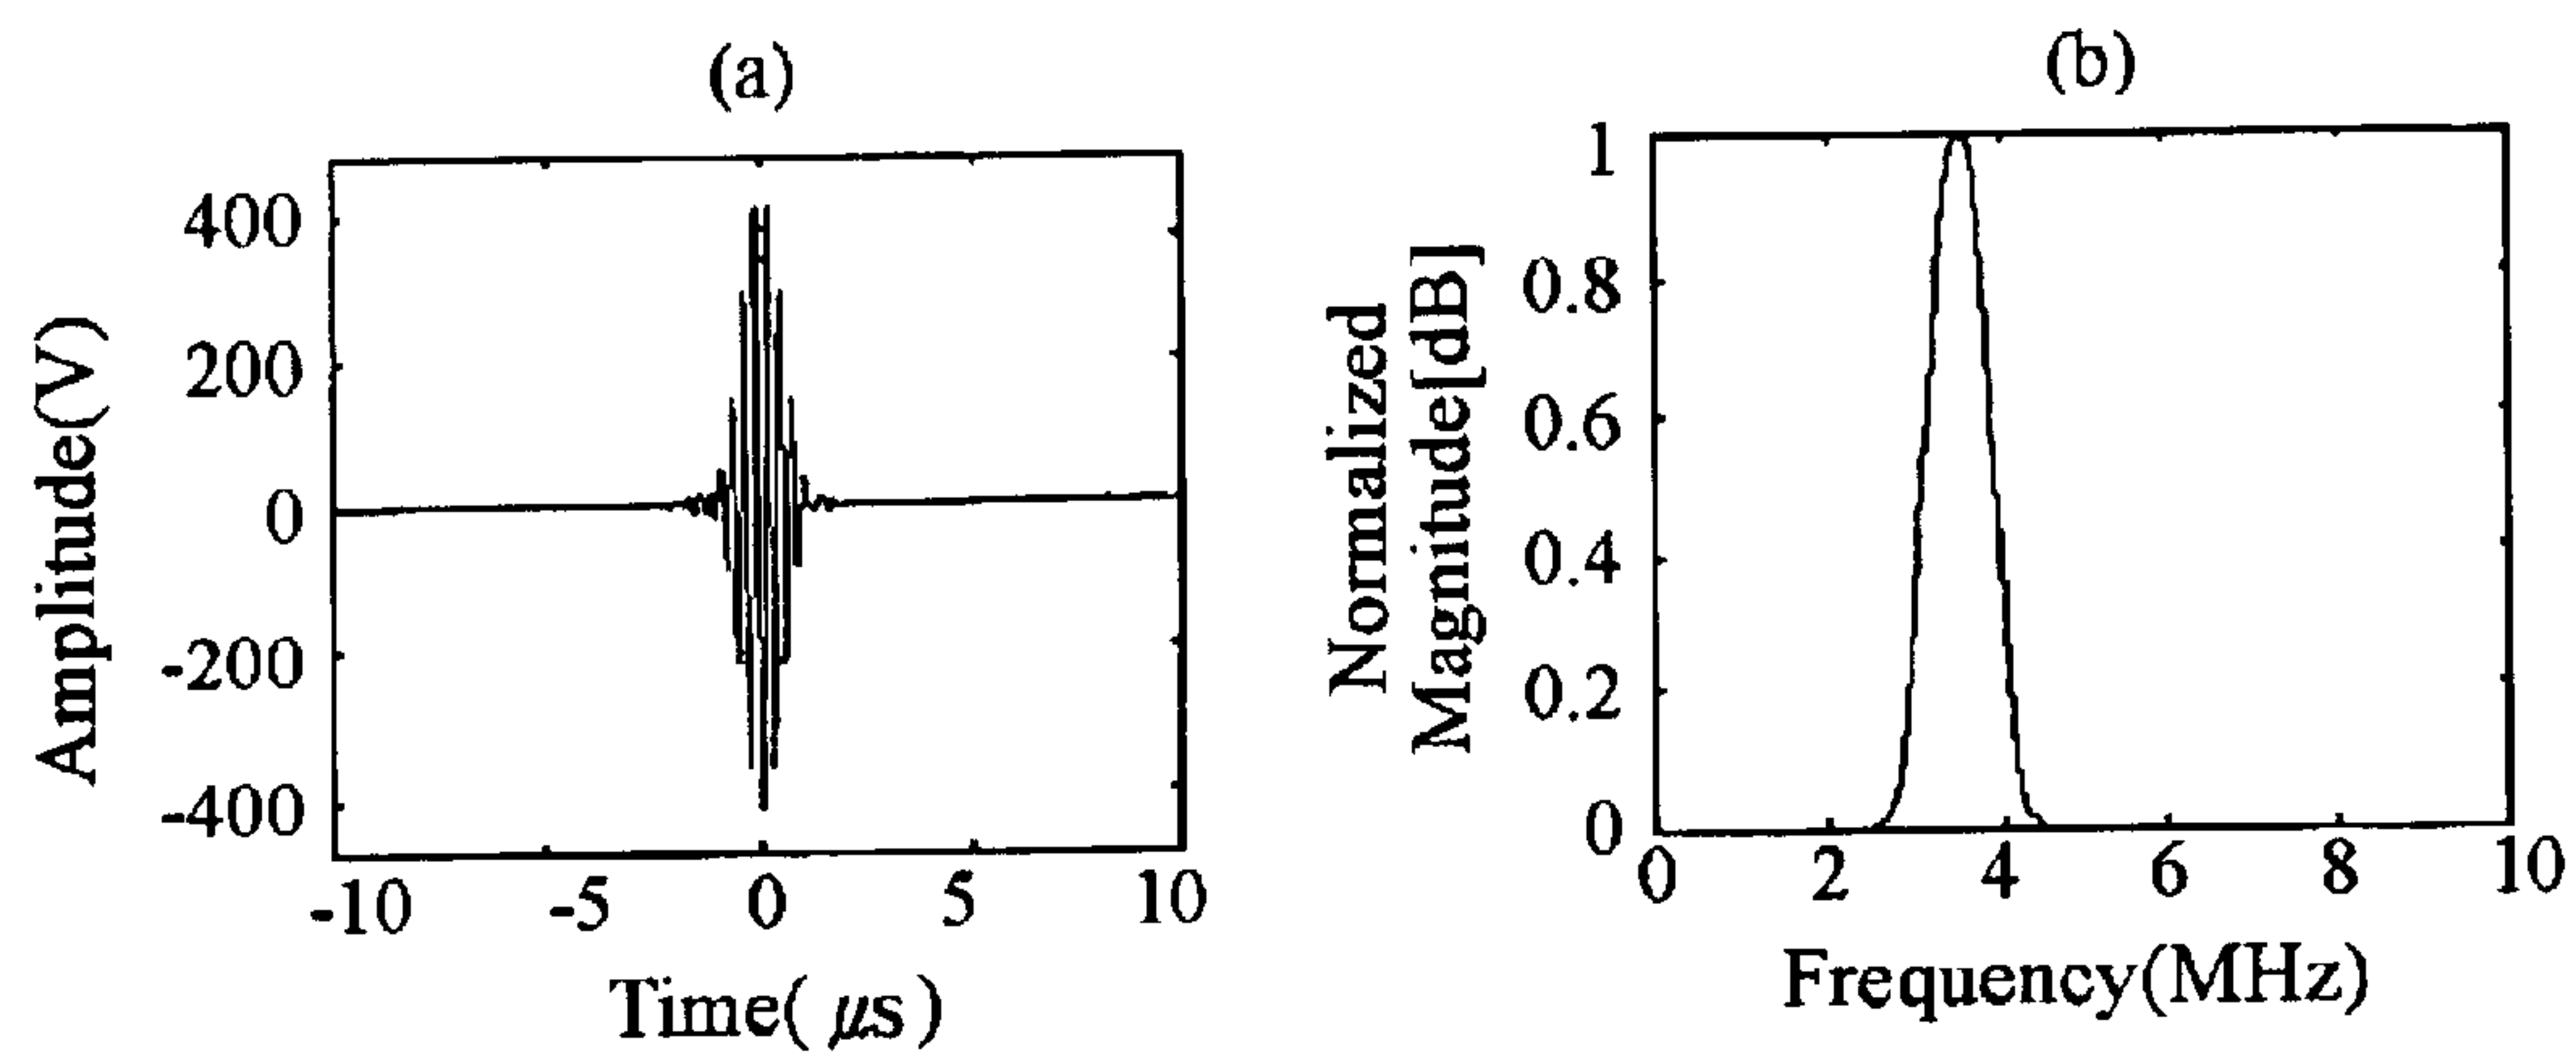 (a)
400
200
0
-200
-400
Amplitude(V)
-10 -5 0 5 10
Time( μs )
(b)
1
0.8
0.6
0.4
0.2
0
Normalized
Magnitude[dB]
0 2 4 6 8 10
Frequency(MHz)